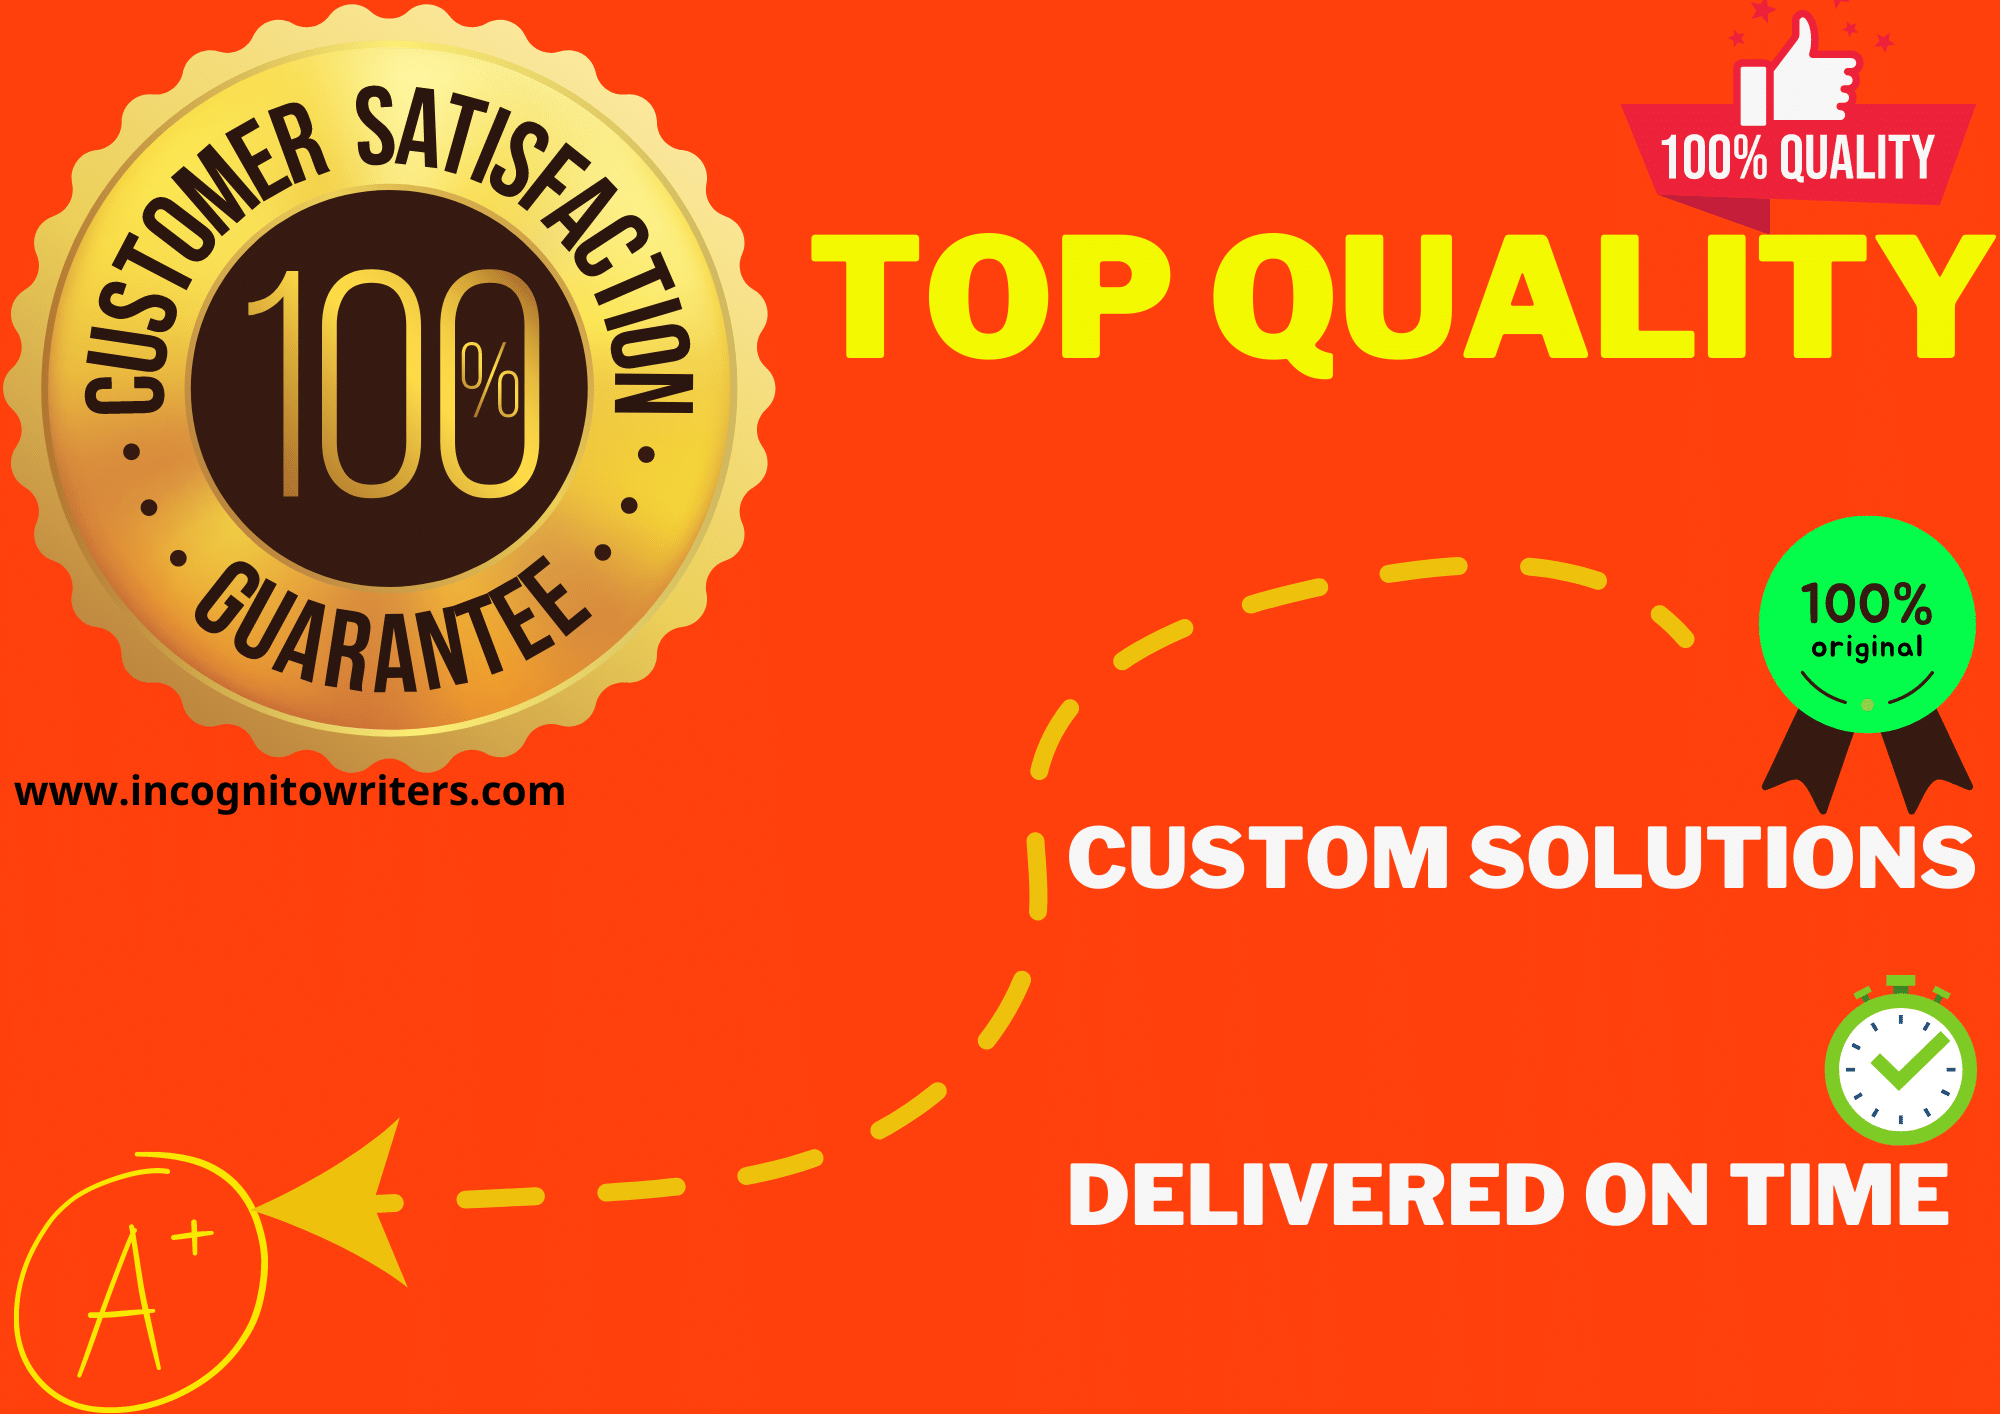 CUSTOMER SATISFACTION
100%
GUARANTEE
www.incognitowriters.com
100% QUALITY
TOP QUALITY
100%
original
CUSTOM SOLUTIONS
DELIVERED ON TIME
A+